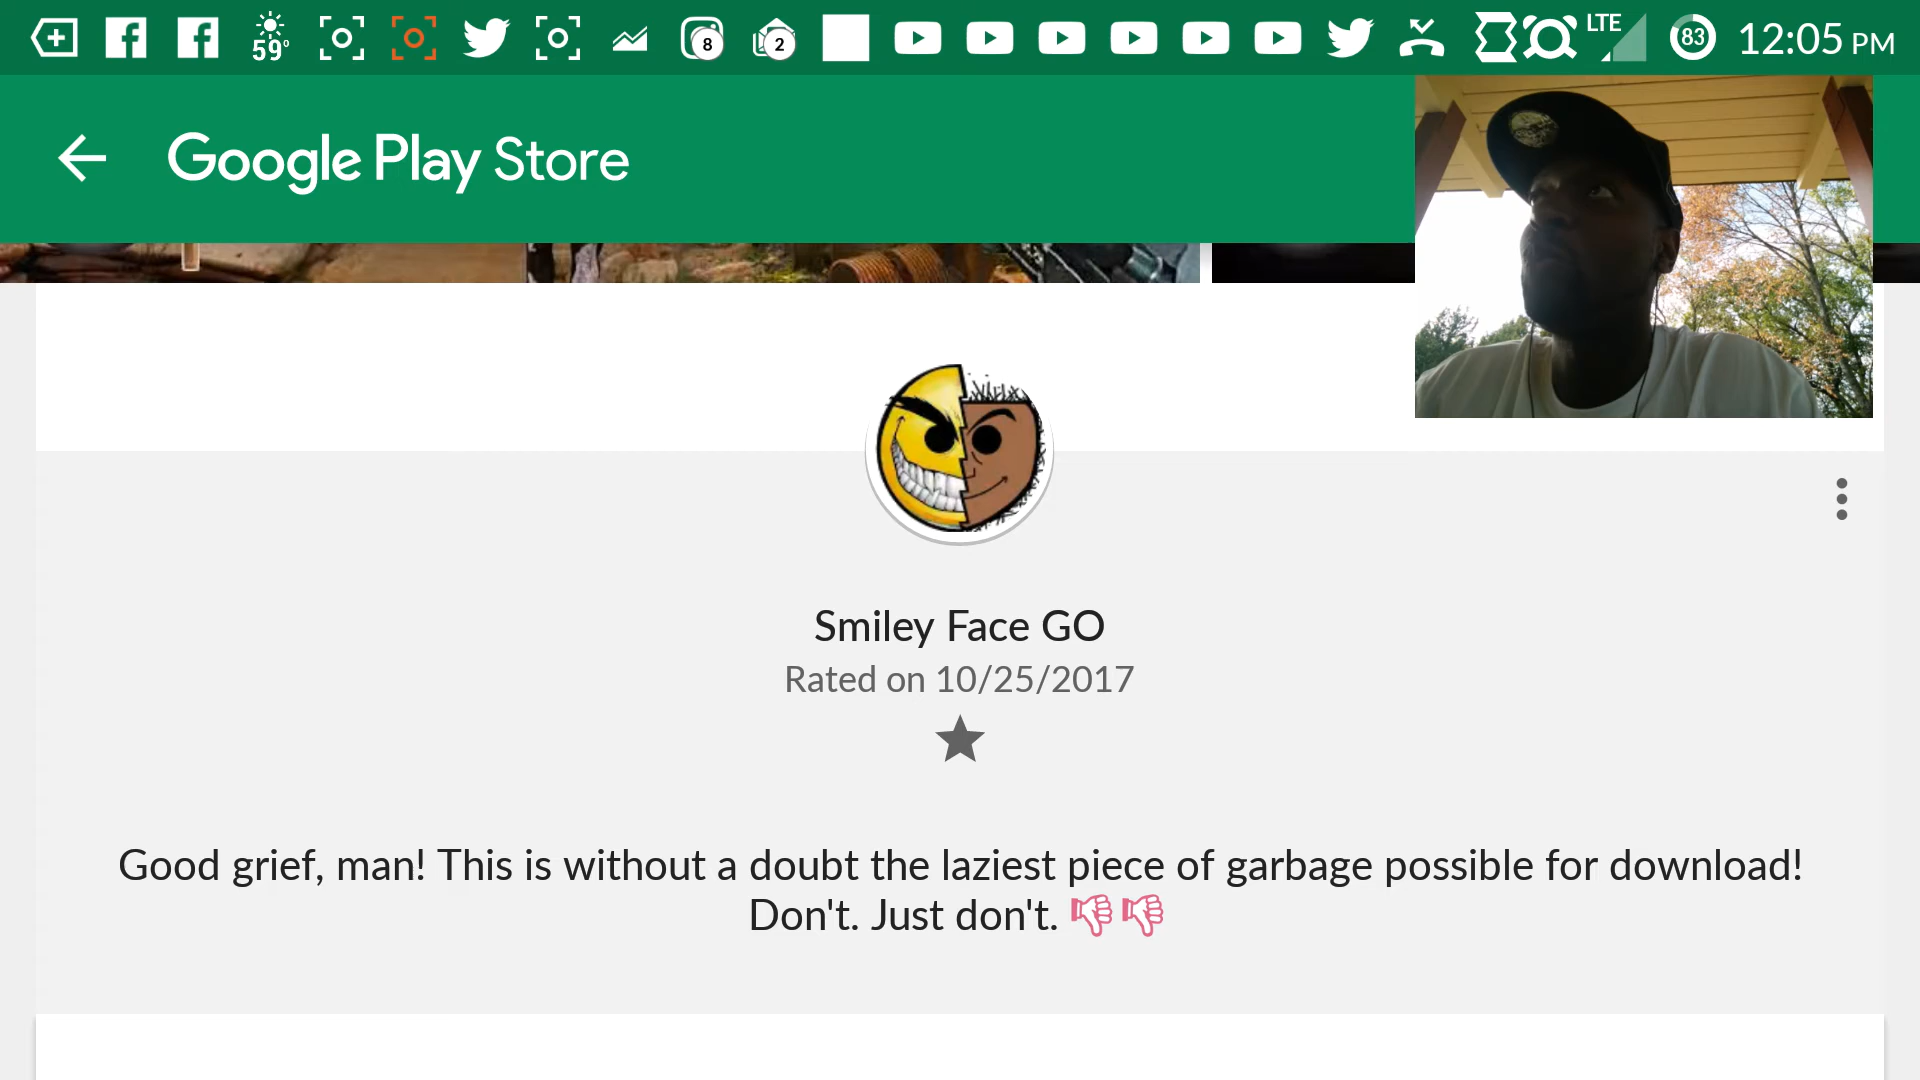 59°
8
2
LTE
83
12:05 PM
Google Play Store
Smiley Face GO
Rated on 10/25/2017
Good grief, man! This is without a doubt the laziest piece of garbage possible for download!
Don't. Just don't. 👎👎